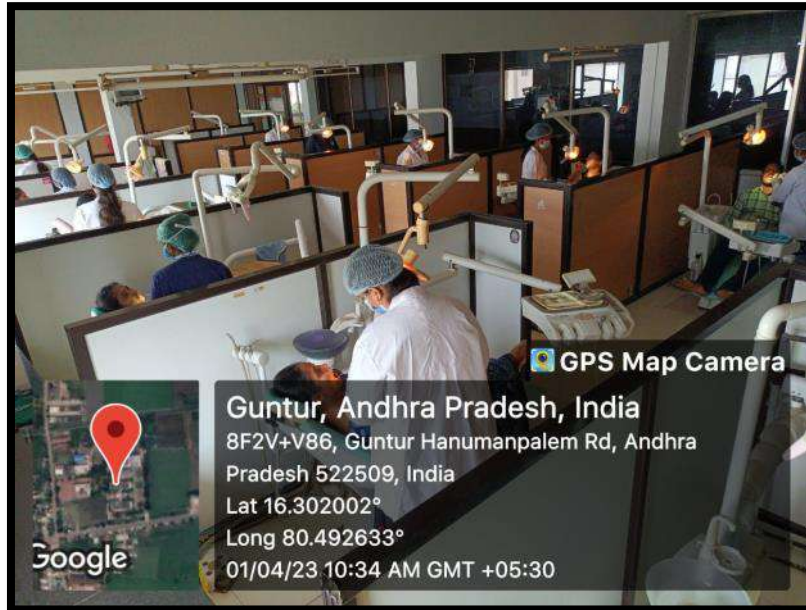 GPS Map Camera
Guntur, Andhra Pradesh, India
8F2V+V86, Guntur Hanumanpalem Rd, Andhra
Pradesh 522509, India
Lat 16.302002°
Long 80.492633°
01/04/23 10:34 AM GMT +05:30
Google